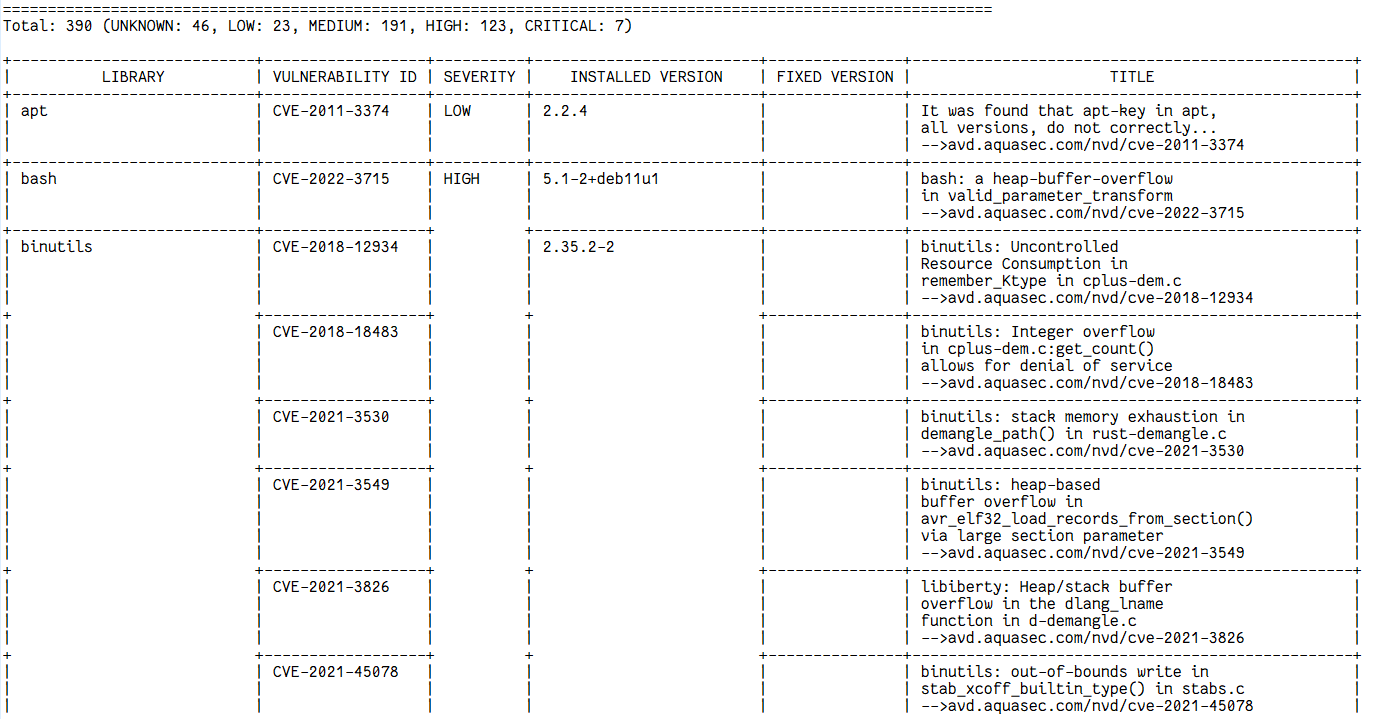 Total: 390 (UNKNOWN: 46, LOW: 23, MEDIUM: 191, HIGH: 123, CRITICAL: 7)
LIBRARY | VULNERABILITY ID | SEVERITY | INSTALLED VERSION | FIXED VERSION | TITLE
apt | CVE-2011-3374 | LOW | 2.2.4 | | It was found that apt-key in apt,
all versions, do not correctly...
-->avd.aquasec.com/nvd/cve-2011-3374
bash | CVE-2022-3715 | HIGH | 5.1-2+deb11u1 | | bash: a heap-buffer-overflow
in valid_parameter_transform
-->avd.aquasec.com/nvd/cve-2022-3715
binutils | CVE-2018-12934 | | 2.35.2-2 | | binutils: Uncontrolled
Resource Consumption in
remember_Ktype in cplus-dem.c
-->avd.aquasec.com/nvd/cve-2018-12934
CVE-2018-18483 | | | | binutils: Integer overflow
in cplus-dem.c:get_count()
allows for denial of service
-->avd.aquasec.com/nvd/cve-2018-18483
CVE-2021-3530 | | | | binutils: stack memory exhaustion in
demangle_path() in rust-demangle.c
-->avd.aquasec.com/nvd/cve-2021-3530
CVE-2021-3549 | | | | binutils: heap-based
buffer overflow in
avr_elf32_load_records_from_section()
via large section parameter
-->avd.aquasec.com/nvd/cve-2021-3549
CVE-2021-3826 | | | | libiberty: Heap/stack buffer
overflow in the dlang_lname
function in d-demangle.c
-->avd.aquasec.com/nvd/cve-2021-3826
CVE-2021-45078 | | | | binutils: out-of-bounds write in
stab_xcoff_builtin_type() in stabs.c
-->avd.aquasec.com/nvd/cve-2021-45078